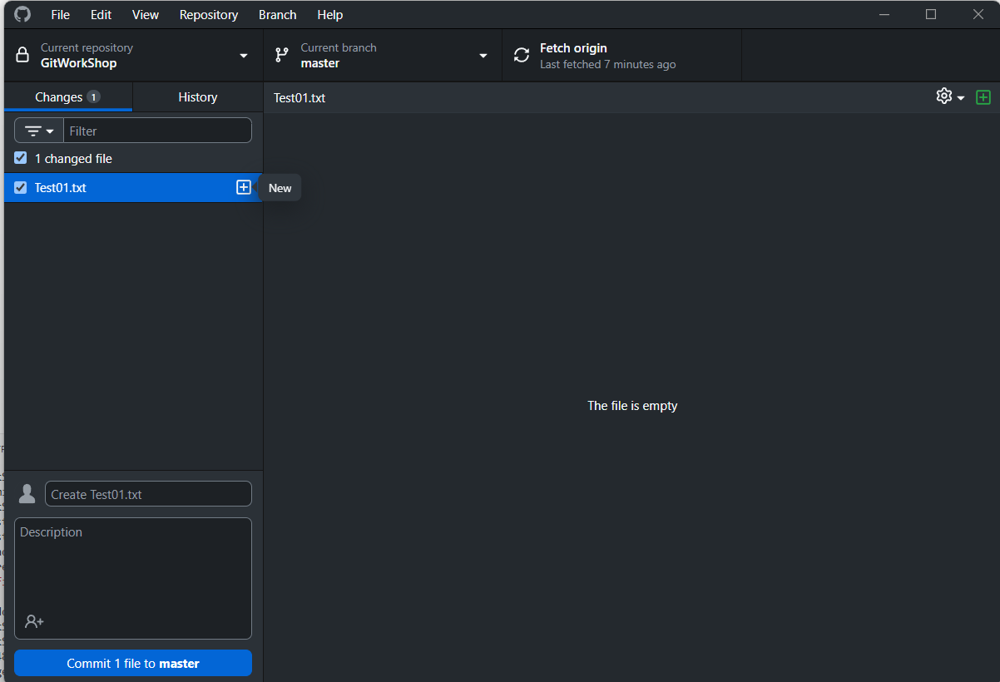 File Edit View Repository Branch Help
Current repository
GitWorkShop
Current branch
master
Fetch origin
Last fetched 7 minutes ago
Changes 1
History
Test01.txt
Filter
1 changed file
Test01.txt
New
The file is empty
Create Test01.txt
Description
Commit 1 file to master